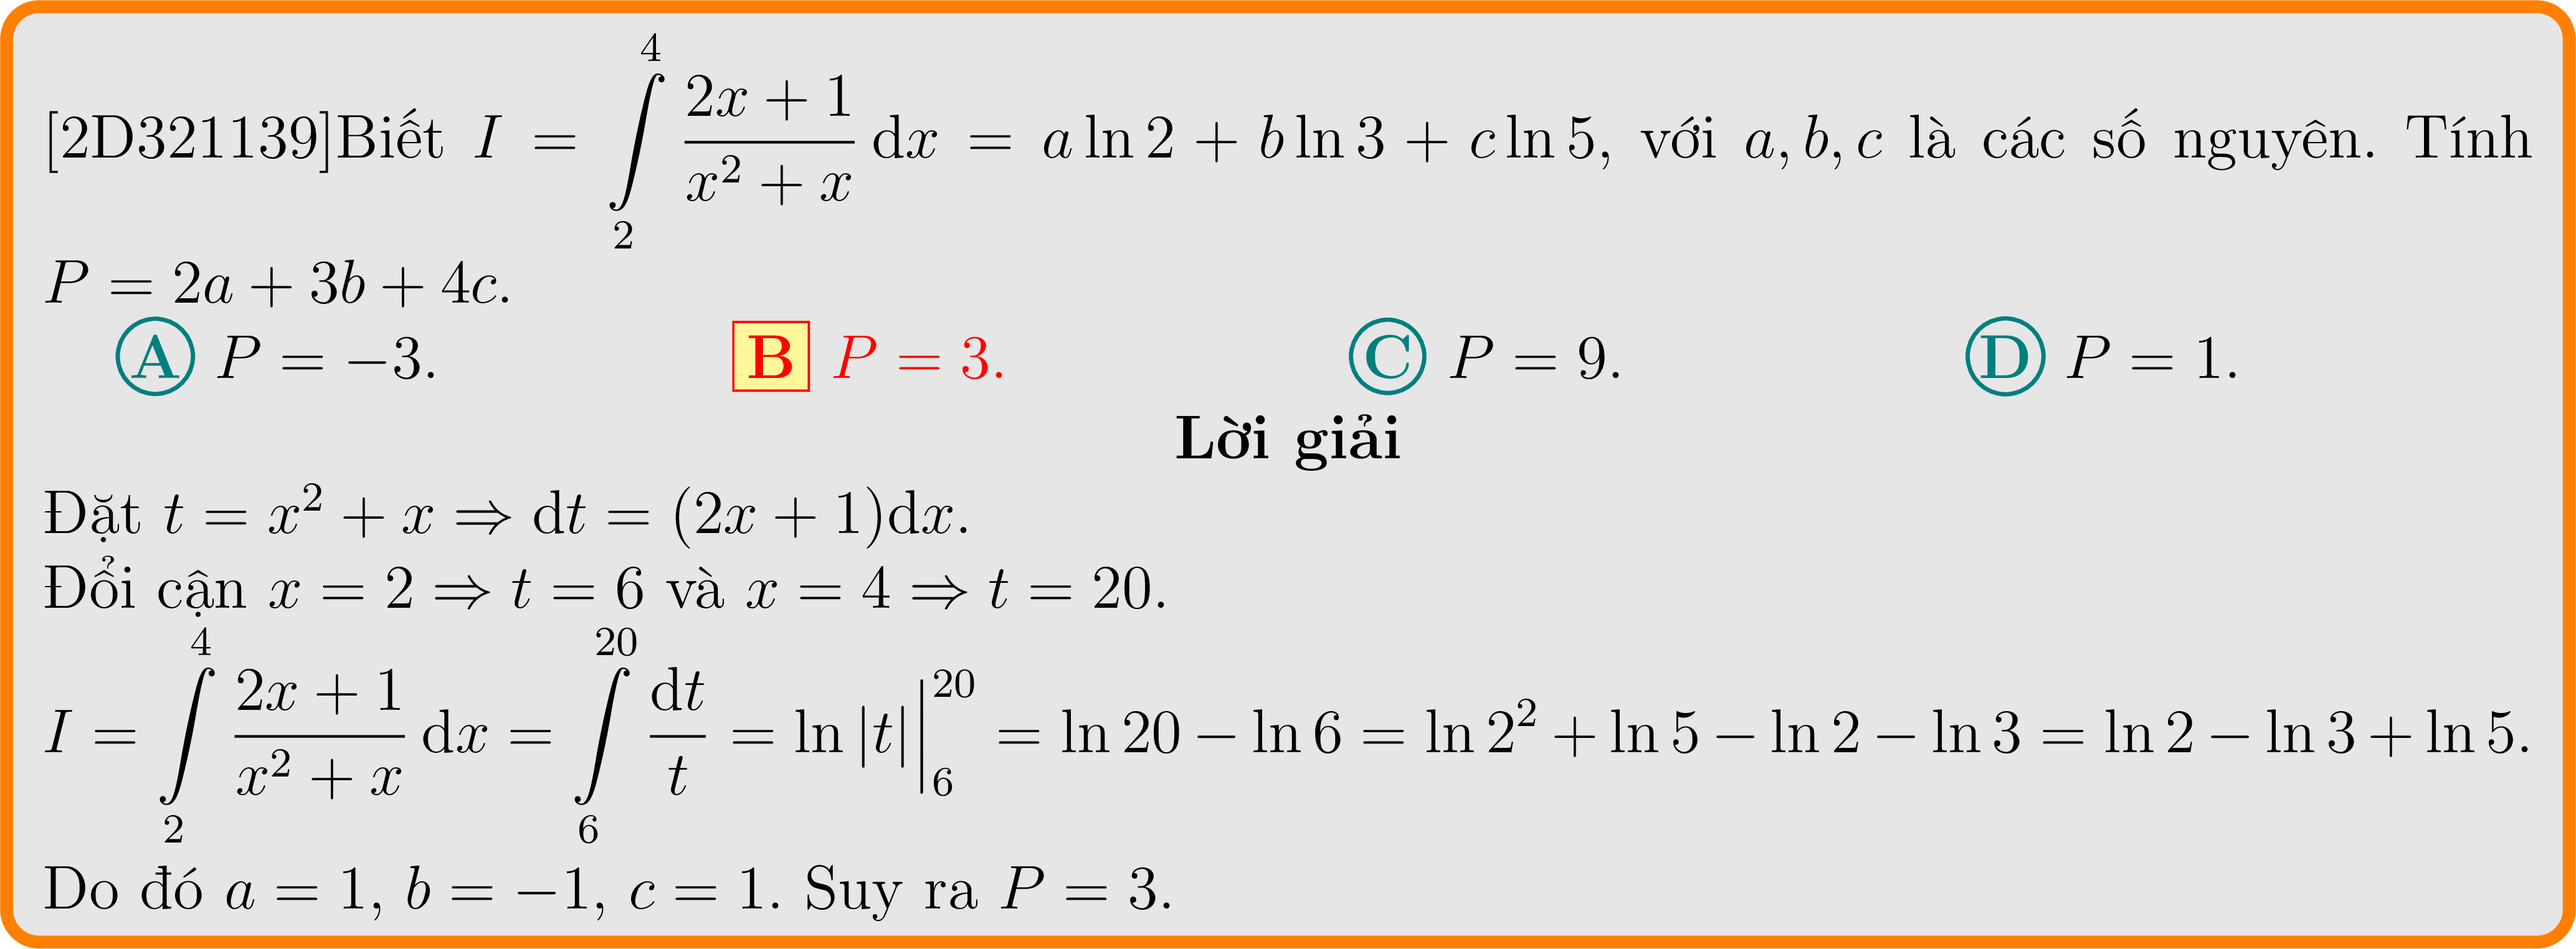 [2D321139]Biết $I = \int\limits_{2}^{4} \frac{2x+1}{x^2+x}\,\mathrm{d}x = a\ln 2 + b\ln 3 + c\ln 5$, với $a, b, c$ là các số nguyên. Tính
$P = 2a + 3b + 4c$.
A $P = -3$. B $P = 3$. C $P = 9$. D $P = 1$.
Lời giải
Đặt $t = x^2 + x \Rightarrow \mathrm{d}t = (2x + 1)\mathrm{d}x$.
Đổi cận $x = 2 \Rightarrow t = 6$ và $x = 4 \Rightarrow t = 20$.
$I = \int\limits_{2}^{4} \frac{2x+1}{x^2+x}\,\mathrm{d}x = \int\limits_{6}^{20} \frac{\mathrm{d}t}{t} = \ln|t|\Big|_{6}^{20} = \ln 20 - \ln 6 = \ln 2^2 + \ln 5 - \ln 2 - \ln 3 = \ln 2 - \ln 3 + \ln 5$.
Do đó $a = 1$, $b = -1$, $c = 1$. Suy ra $P = 3$.